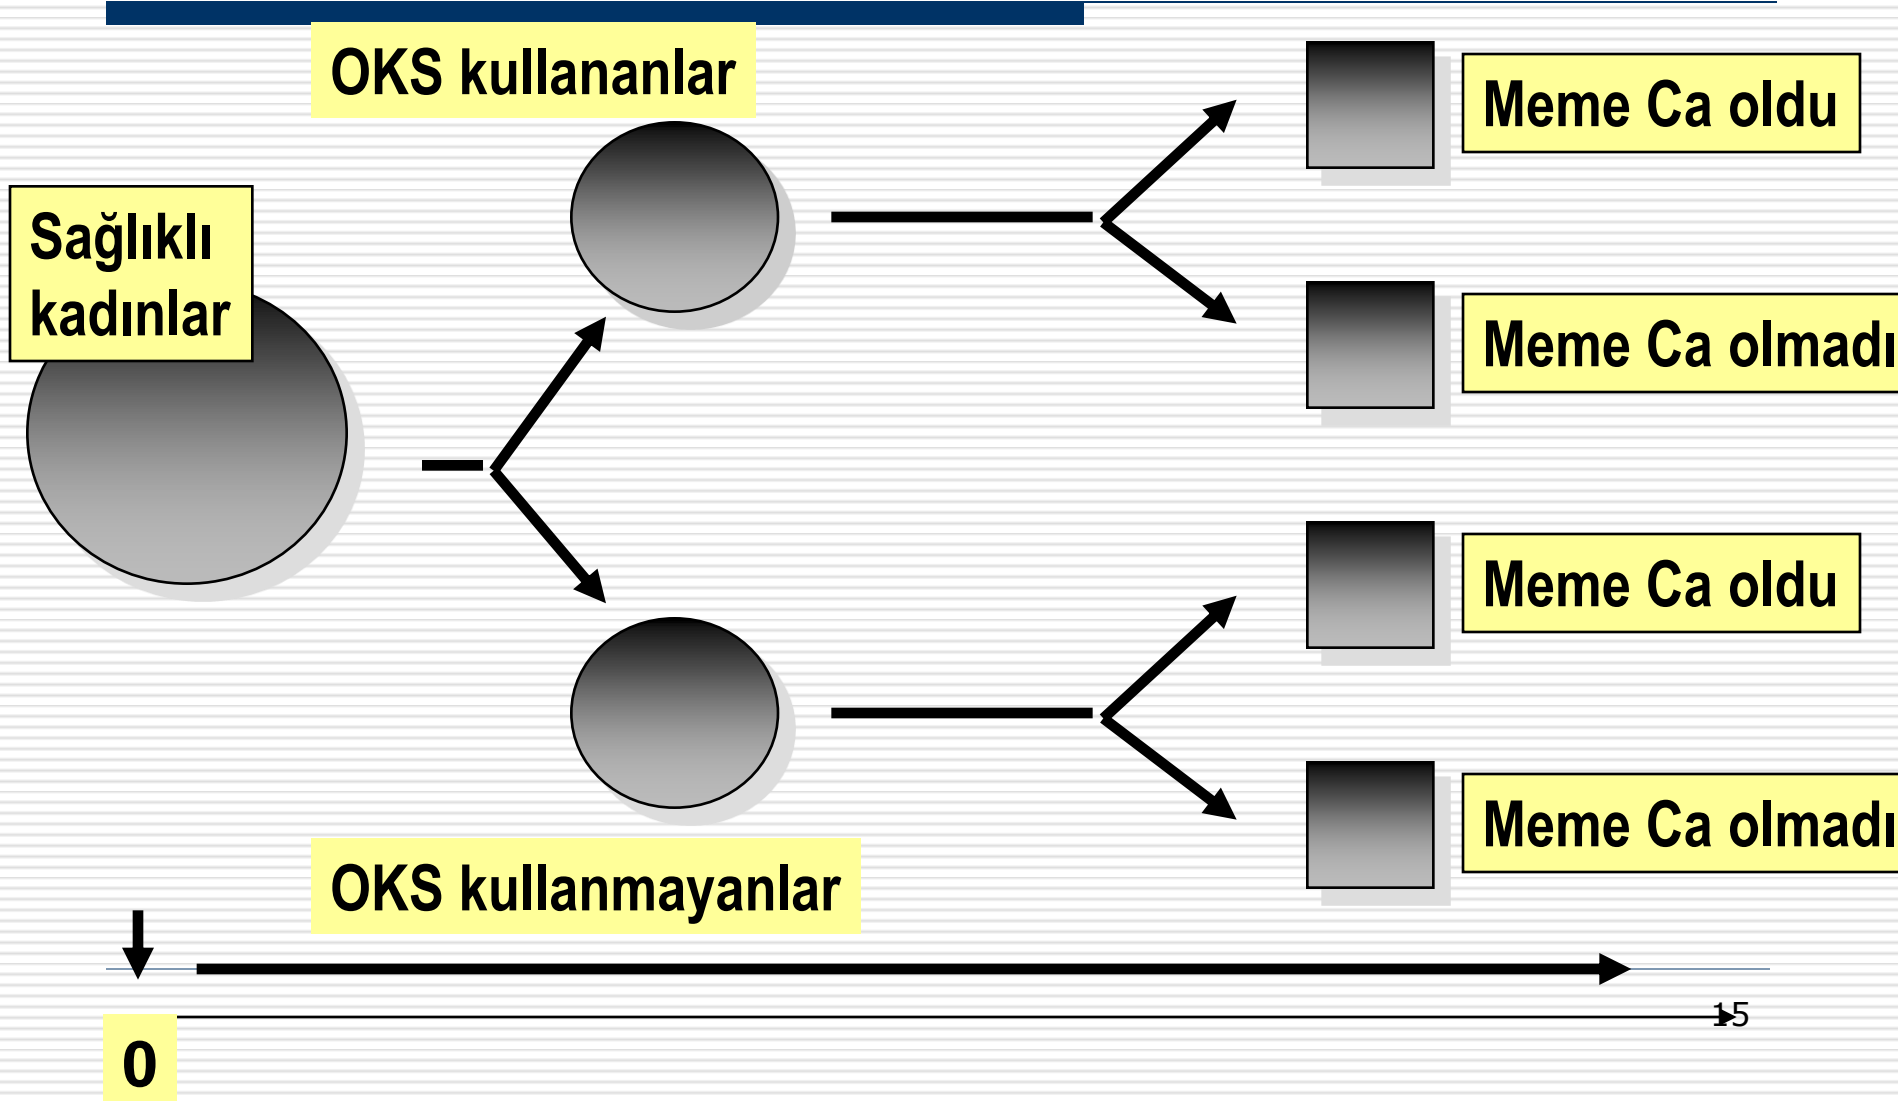 OKS kullananlar
Meme Ca oldu
Sağlıklı
kadınlar
Meme Ca olmadı
Meme Ca oldu
Meme Ca olmadı
OKS kullanmayanlar
15
0